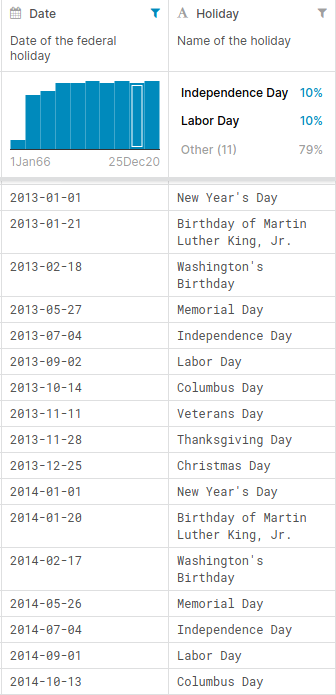 Date
Holiday
Date of the federal
holiday
Name of the holiday
Independence Day 10%
Labor Day 10%
Other (11) 79%
1Jan66 25Dec20
2013-01-01 New Year's Day
2013-01-21 Birthday of Martin
Luther King, Jr.
2013-02-18 Washington's
Birthday
2013-05-27 Memorial Day
2013-07-04 Independence Day
2013-09-02 Labor Day
2013-10-14 Columbus Day
2013-11-11 Veterans Day
2013-11-28 Thanksgiving Day
2013-12-25 Christmas Day
2014-01-01 New Year's Day
2014-01-20 Birthday of Martin
Luther King, Jr.
2014-02-17 Washington's
Birthday
2014-05-26 Memorial Day
2014-07-04 Independence Day
2014-09-01 Labor Day
2014-10-13 Columbus Day